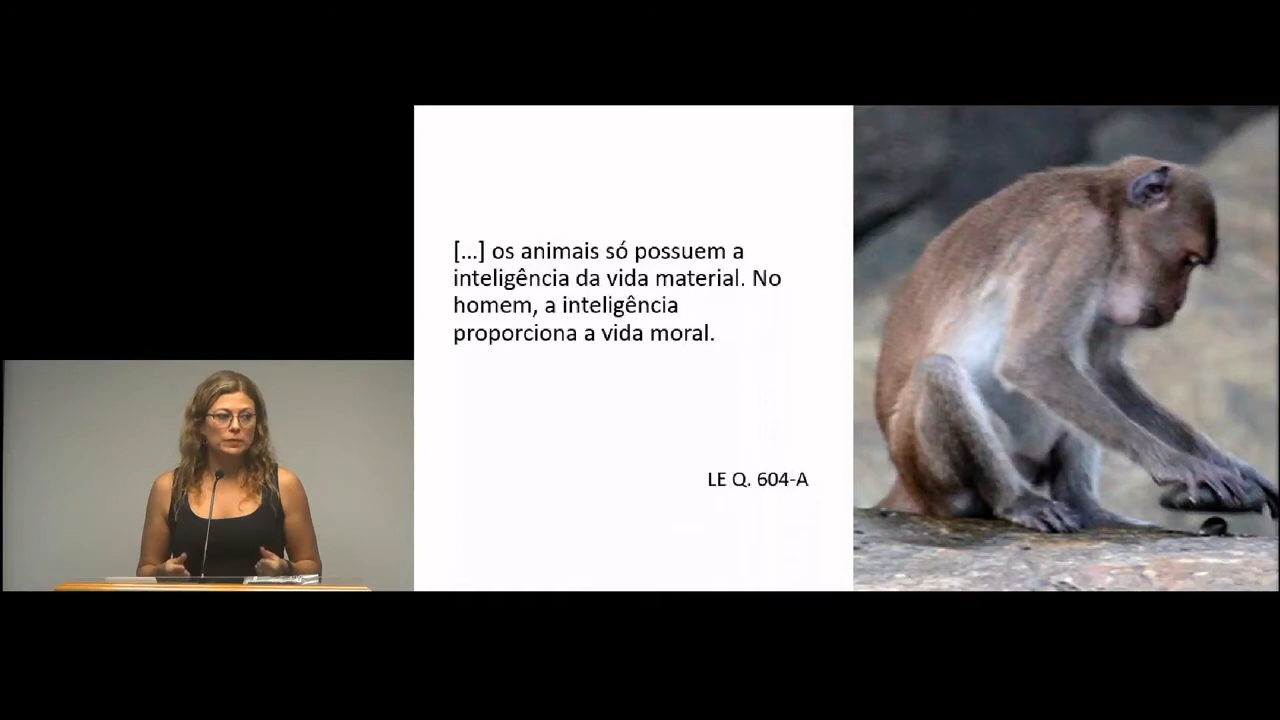 [...] os animais só possuem a
inteligência da vida material. No
homem, a inteligência
proporciona a vida moral.
LE Q. 604-A